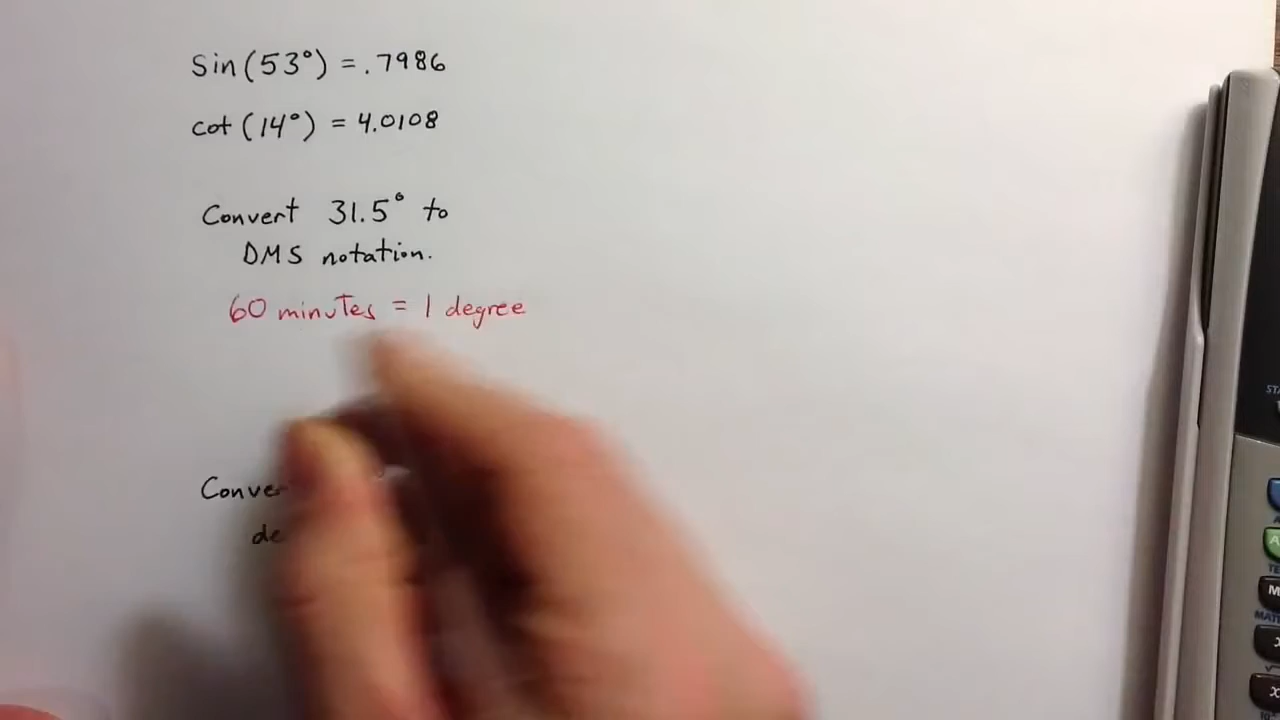 Sin(53°) = .7986
cot(14°) = 4.0108
Convert 31.5° to
DMS notation.
60 minutes = 1 degree